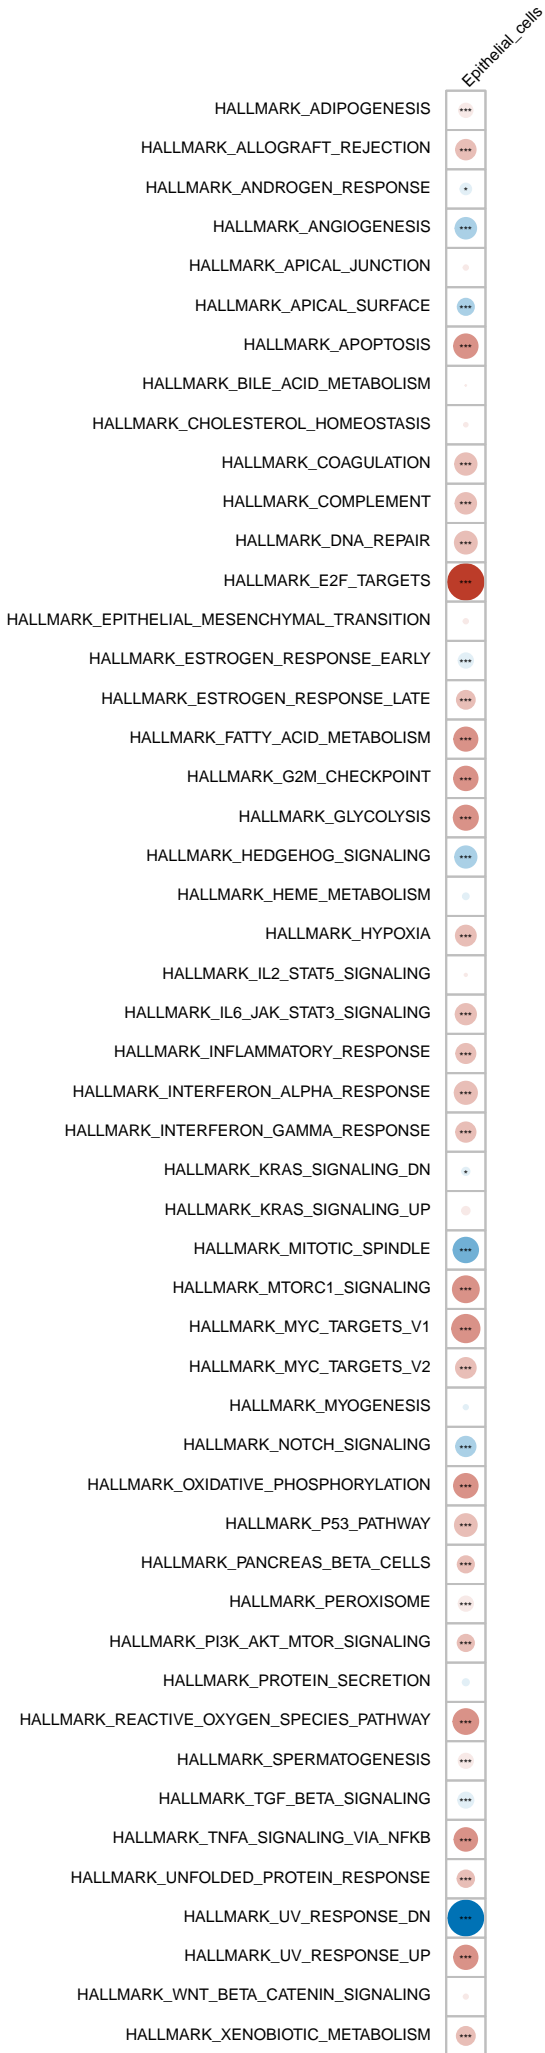 Epithelial_cells
HALLMARK_ADIPOGENESIS ***
HALLMARK_ALLOGRAFT_REJECTION ***
HALLMARK_ANDROGEN_RESPONSE *
HALLMARK_ANGIOGENESIS ***
HALLMARK_APICAL_JUNCTION
HALLMARK_APICAL_SURFACE ***
HALLMARK_APOPTOSIS ***
HALLMARK_BILE_ACID_METABOLISM
HALLMARK_CHOLESTEROL_HOMEOSTASIS
HALLMARK_COAGULATION ***
HALLMARK_COMPLEMENT ***
HALLMARK_DNA_REPAIR ***
HALLMARK_E2F_TARGETS ***
HALLMARK_EPITHELIAL_MESENCHYMAL_TRANSITION
HALLMARK_ESTROGEN_RESPONSE_EARLY ***
HALLMARK_ESTROGEN_RESPONSE_LATE ***
HALLMARK_FATTY_ACID_METABOLISM ***
HALLMARK_G2M_CHECKPOINT ***
HALLMARK_GLYCOLYSIS ***
HALLMARK_HEDGEHOG_SIGNALING ***
HALLMARK_HEME_METABOLISM
HALLMARK_HYPOXIA ***
HALLMARK_IL2_STAT5_SIGNALING
HALLMARK_IL6_JAK_STAT3_SIGNALING ***
HALLMARK_INFLAMMATORY_RESPONSE ***
HALLMARK_INTERFERON_ALPHA_RESPONSE ***
HALLMARK_INTERFERON_GAMMA_RESPONSE ***
HALLMARK_KRAS_SIGNALING_DN *
HALLMARK_KRAS_SIGNALING_UP
HALLMARK_MITOTIC_SPINDLE ***
HALLMARK_MTORC1_SIGNALING ***
HALLMARK_MYC_TARGETS_V1 ***
HALLMARK_MYC_TARGETS_V2 ***
HALLMARK_MYOGENESIS
HALLMARK_NOTCH_SIGNALING ***
HALLMARK_OXIDATIVE_PHOSPHORYLATION ***
HALLMARK_P53_PATHWAY ***
HALLMARK_PANCREAS_BETA_CELLS ***
HALLMARK_PEROXISOME ***
HALLMARK_PI3K_AKT_MTOR_SIGNALING ***
HALLMARK_PROTEIN_SECRETION
HALLMARK_REACTIVE_OXYGEN_SPECIES_PATHWAY ***
HALLMARK_SPERMATOGENESIS ***
HALLMARK_TGF_BETA_SIGNALING ***
HALLMARK_TNFA_SIGNALING_VIA_NFKB ***
HALLMARK_UNFOLDED_PROTEIN_RESPONSE ***
HALLMARK_UV_RESPONSE_DN ***
HALLMARK_UV_RESPONSE_UP ***
HALLMARK_WNT_BETA_CATENIN_SIGNALING
HALLMARK_XENOBIOTIC_METABOLISM ***